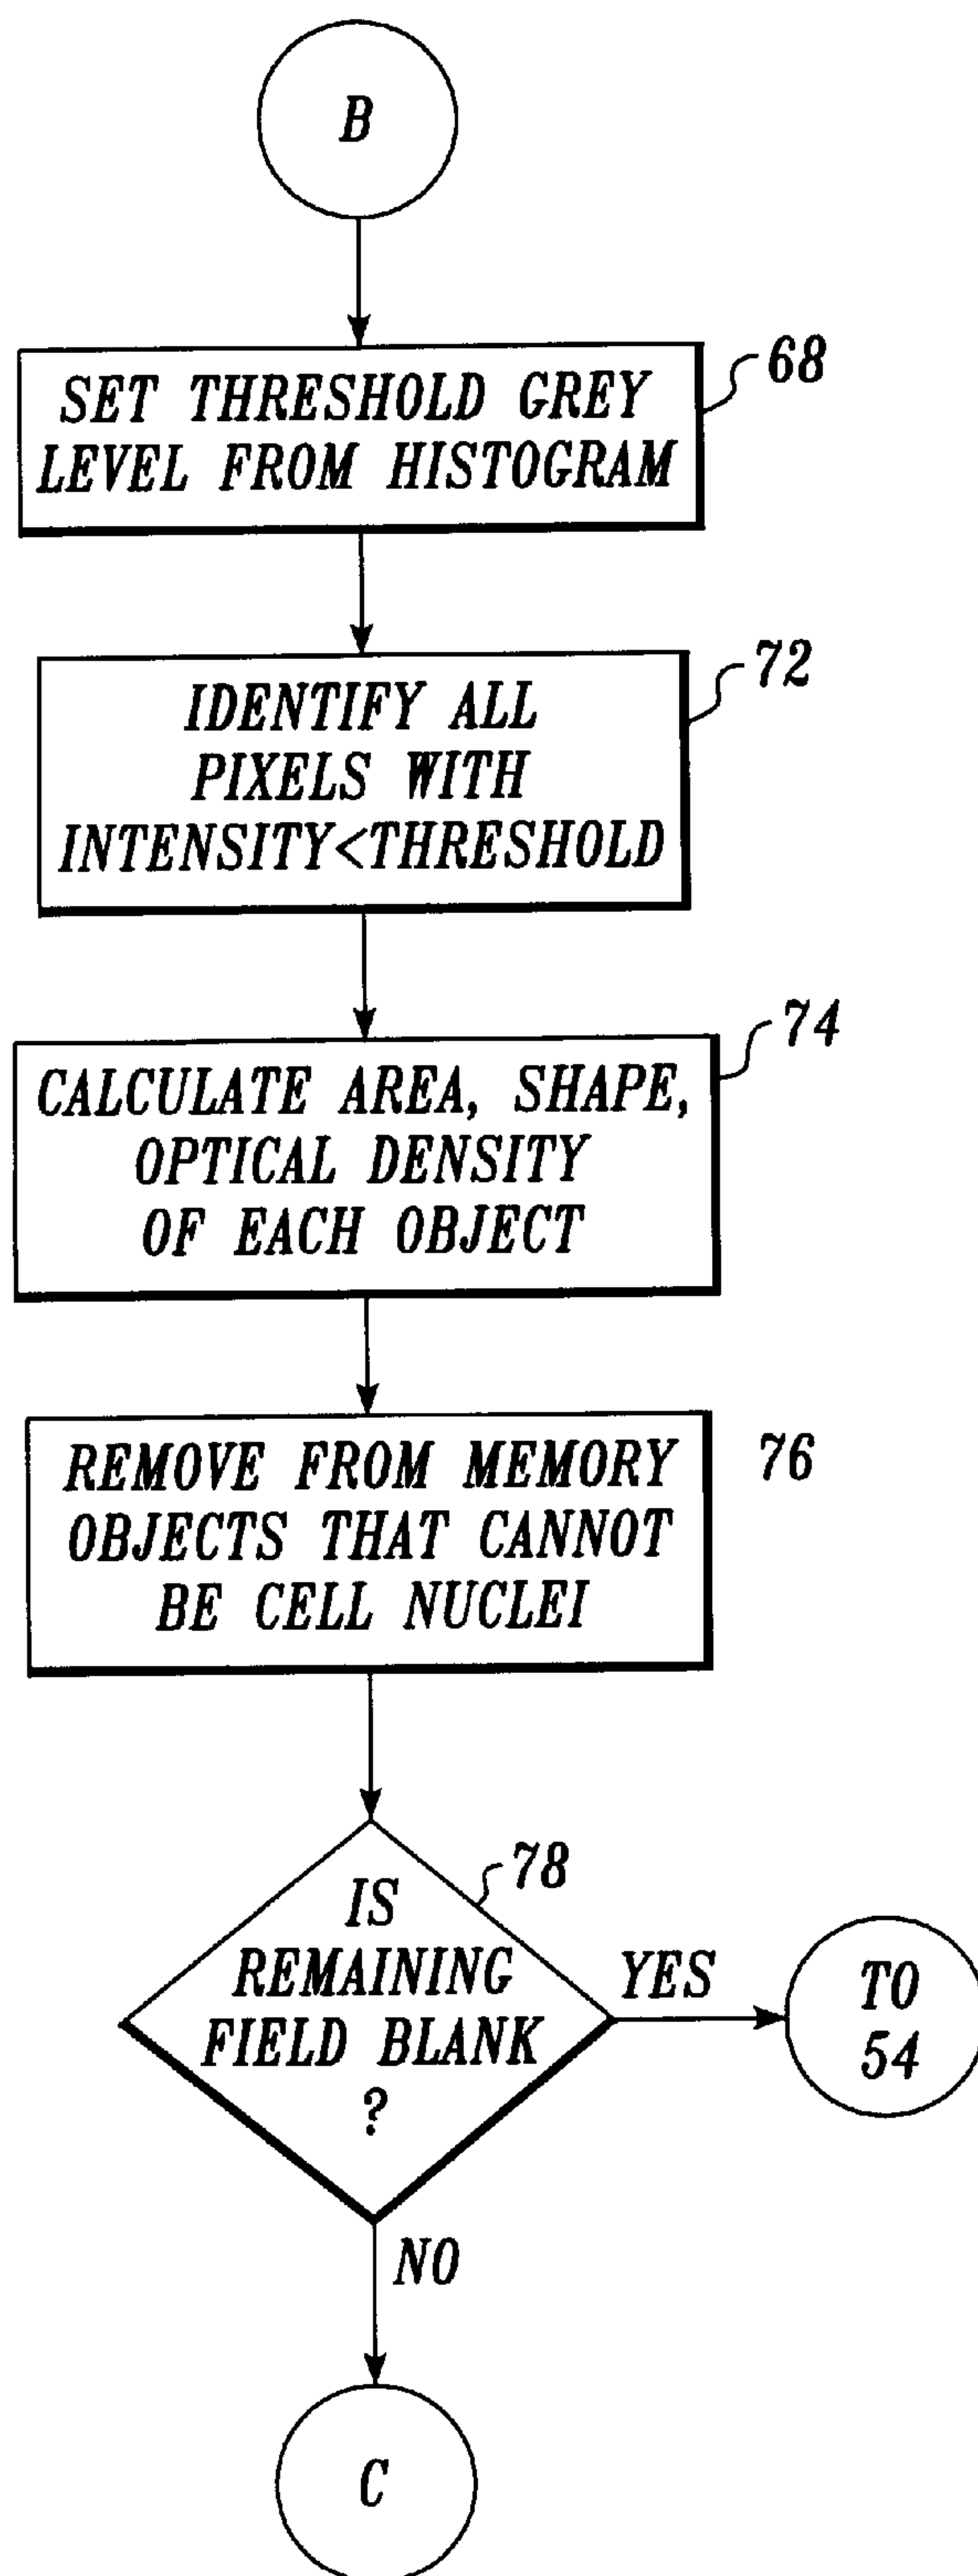 B
SET THRESHOLD GREY
LEVEL FROM HISTOGRAM
68
IDENTIFY ALL
PIXELS WITH
INTENSITY<THRESHOLD
72
CALCULATE AREA, SHAPE,
OPTICAL DENSITY
OF EACH OBJECT
74
REMOVE FROM MEMORY
OBJECTS THAT CANNOT
BE CELL NUCLEI
76
IS
REMAINING
FIELD BLANK
?
78
YES
TO
54
NO
C